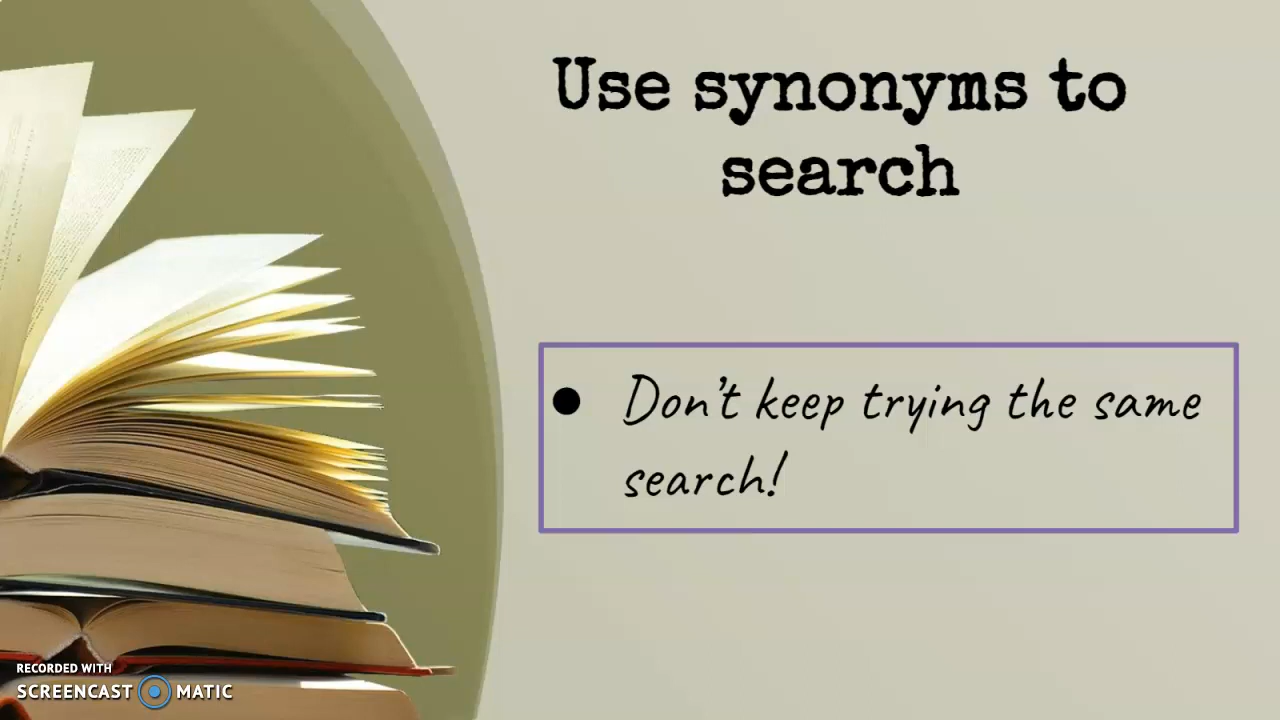 Use synonyms to
search
● Don't keep trying the same
search!
RECORDED WITH
SCREENCAST MATIC